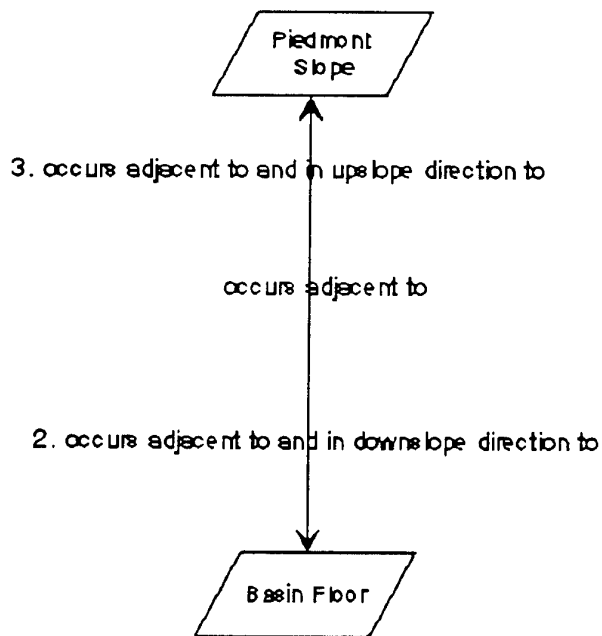 Piedmont
Slope
3. occurs adjacent to and in upslope direction to
occurs adjacent to
2. occurs adjacent to and in downslope direction to
Basin Floor